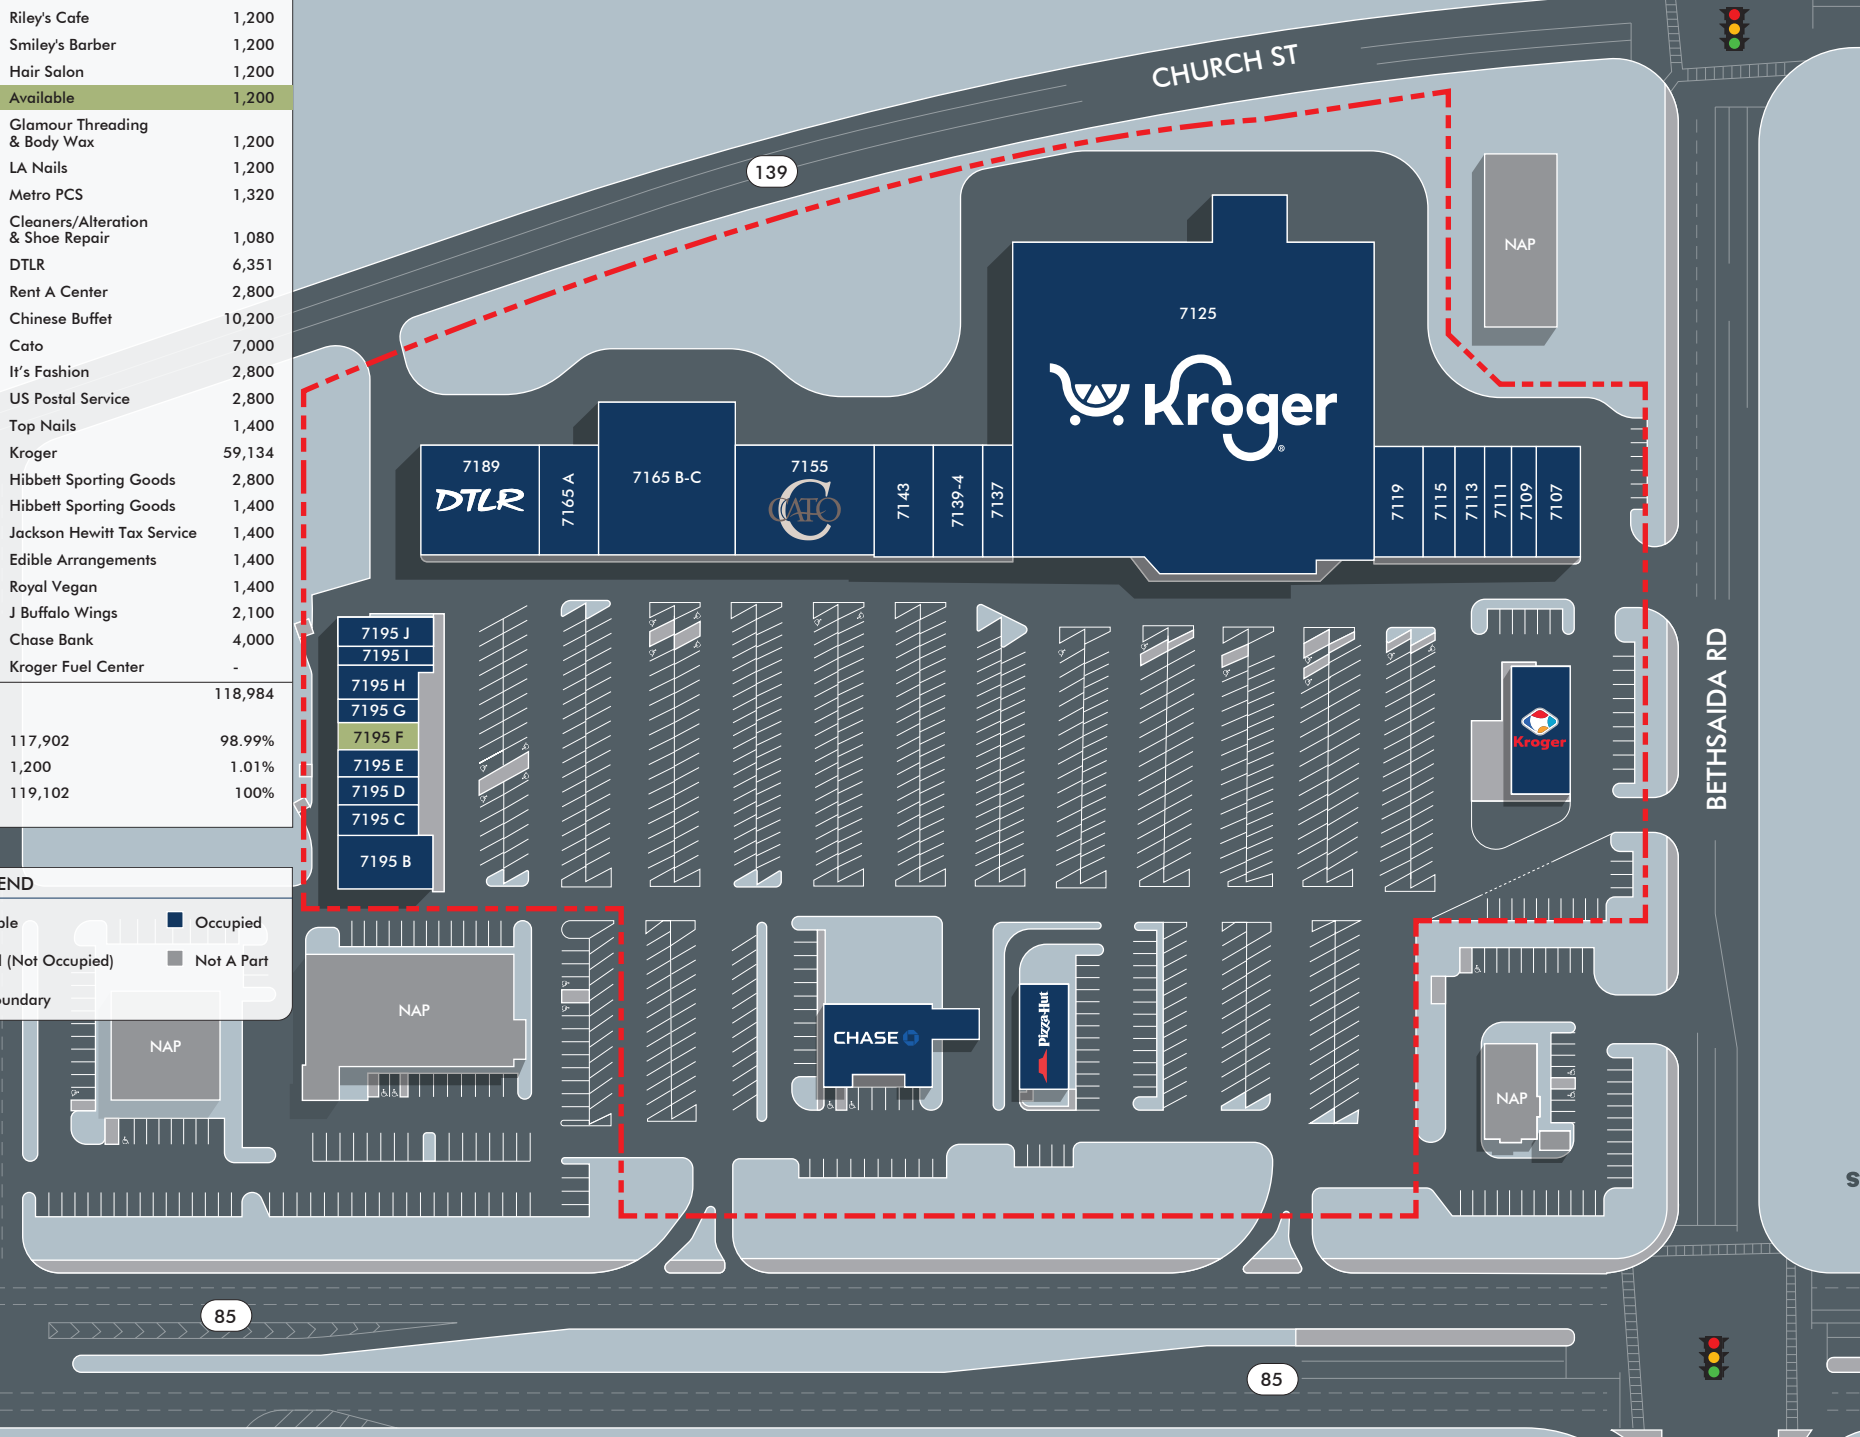 Riley's Cafe 1,200
Smiley's Barber 1,200
Hair Salon 1,200
Available 1,200
Glamour Threading
& Body Wax 1,200
LA Nails 1,200
Metro PCS 1,320
Cleaners/Alteration
& Shoe Repair 1,080
DTLR 6,351
Rent A Center 2,800
Chinese Buffet 10,200
Cato 7,000
It's Fashion 2,800
US Postal Service 2,800
Top Nails 1,400
Kroger 59,134
Hibbett Sporting Goods 2,800
Hibbett Sporting Goods 1,400
Jackson Hewitt Tax Service 1,400
Edible Arrangements 1,400
Royal Vegan 1,400
J Buffalo Wings 2,100
Chase Bank 4,000
Kroger Fuel Center -
118,984
117,902 98.99%
1,200 1.01%
119,102 100%
END
ble Occupied
l (Not Occupied) Not A Part
oundary
CHURCH ST
139
NAP
7125
Kroger
®
7189
DTLR
7165 A
7165 B-C
7155
C
CATO
7143
7139-4
7137
7119
7115
7113
7111
7109
7107
7195 J
7195 I
7195 H
7195 G
7195 F
7195 E
7195 D
7195 C
7195 B
Kroger
BETHSAIDA RD
NAP
NAP
CHASE
Pizza Hut
NAP
S
85
85